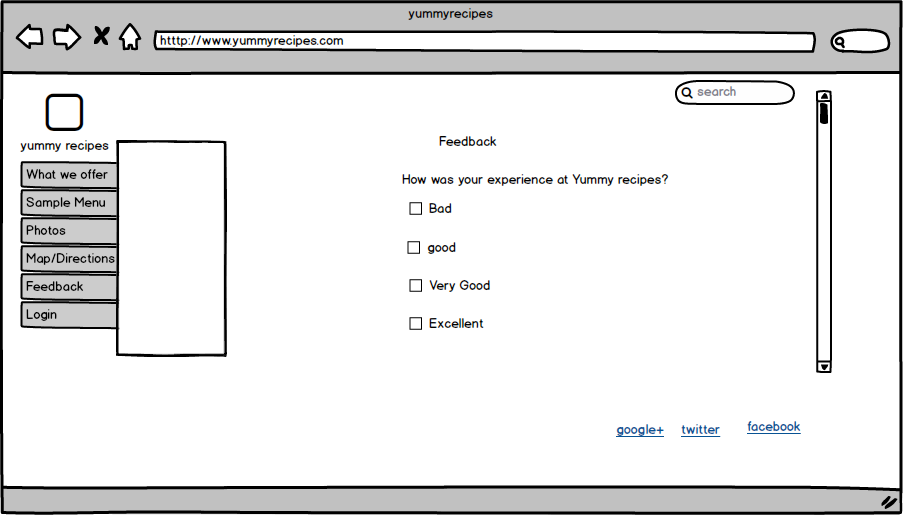 yummyrecipes
htttp://www.yummyrecipes.com
search
yummy recipes
What we offer
Sample Menu
Photos
Map/Directions
Feedback
Login
Feedback
How was your experience at Yummy recipes?
Bad
good
Very Good
Excellent
google+ twitter facebook